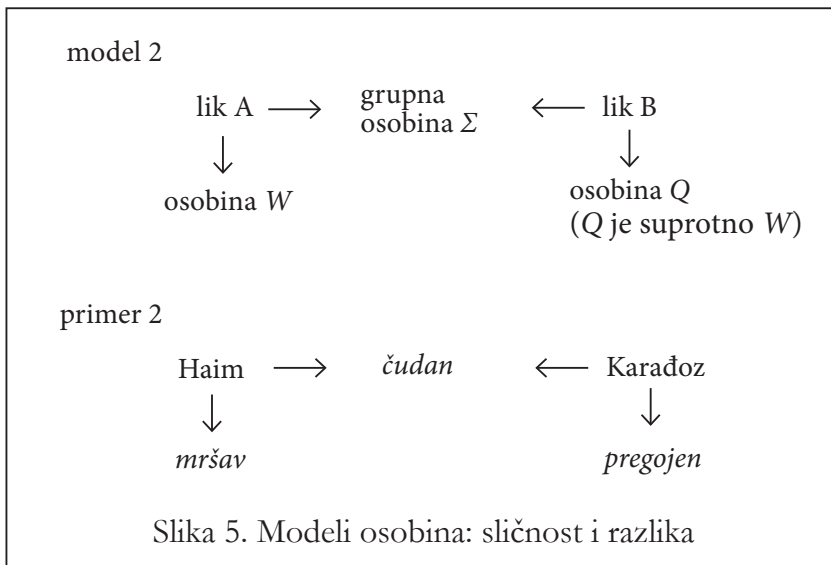 model 2
lik A → grupna osobina Σ ← lik B
↓ ↓
osobina W osobina Q
(Q je suprotno W)
primer 2
Haim → čudan ← Karađoz
↓ ↓
mršav pregojen
Slika 5. Modeli osobina: sličnost i razlika